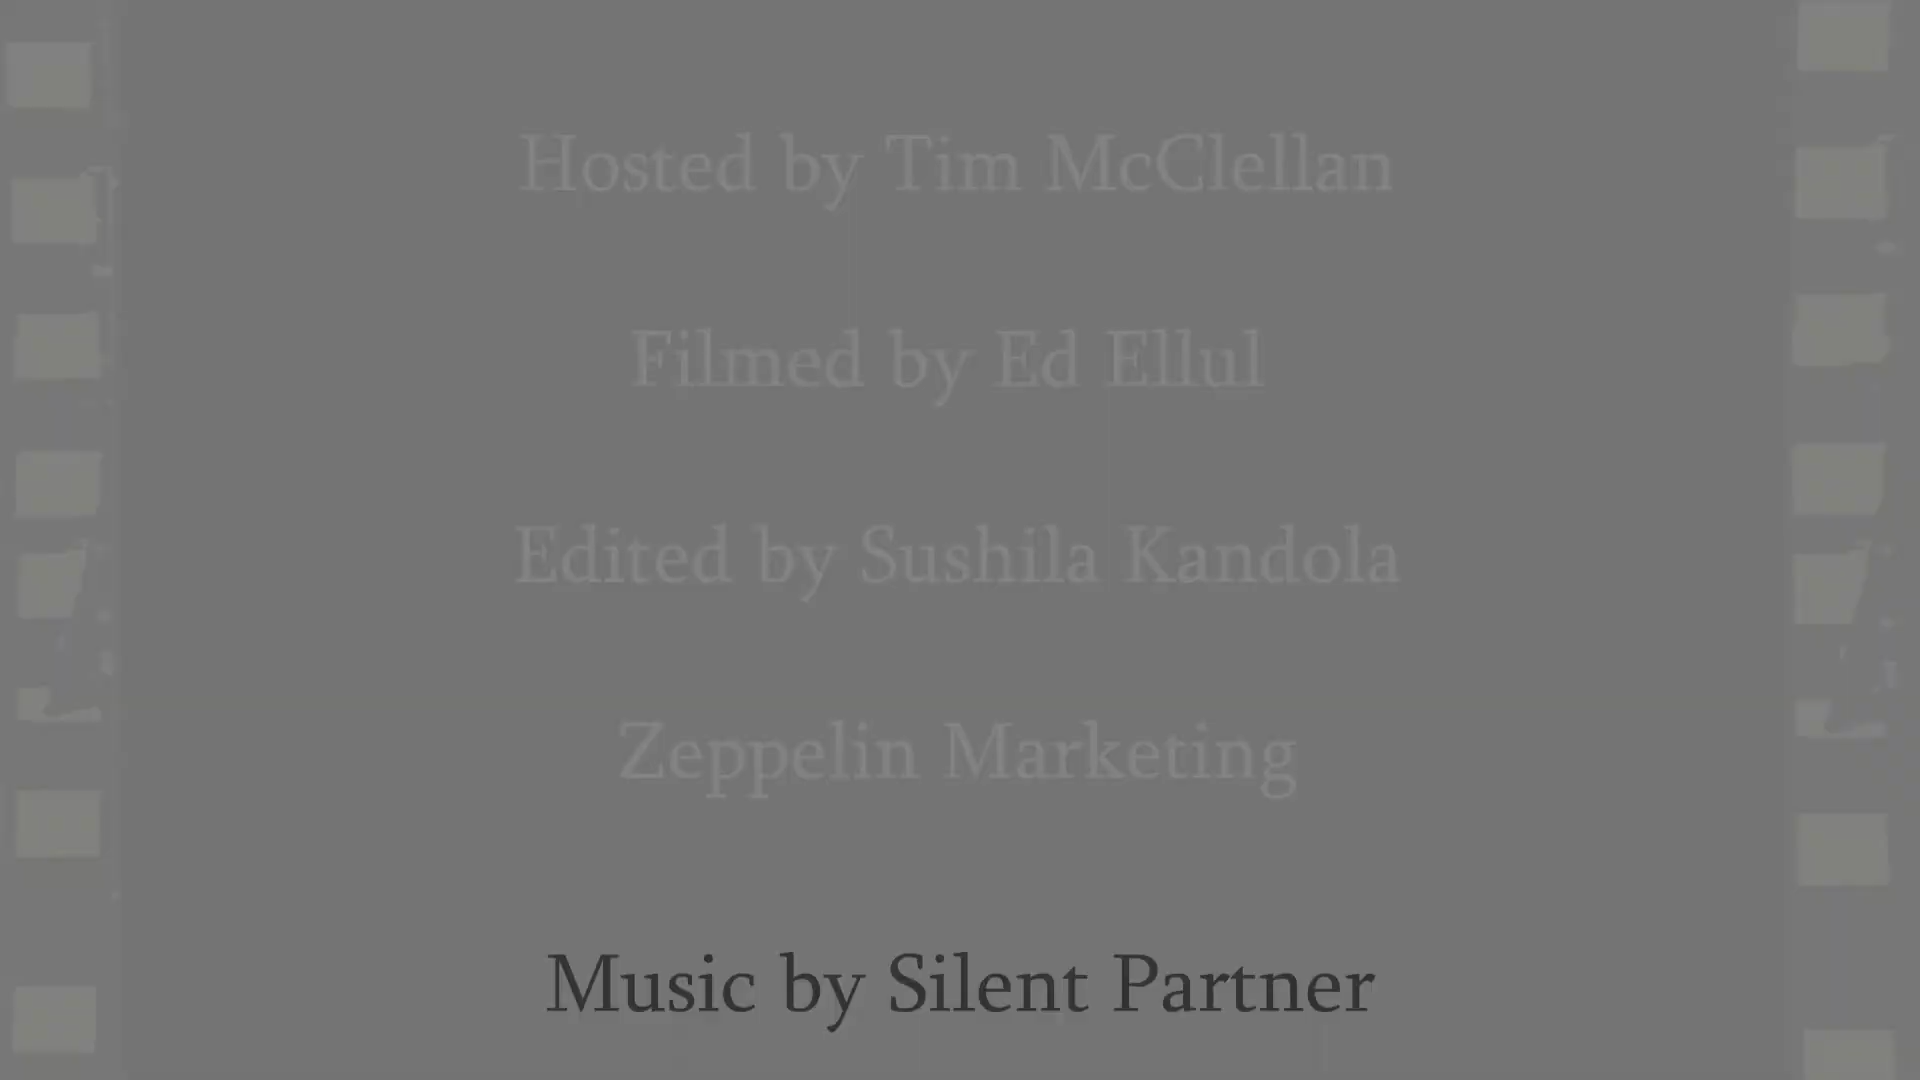 Hosted by Tim McClellan
Filmed by Ed Ellul
Edited by Sushila Kandola
Zeppelin Marketing
Music by Silent Partner